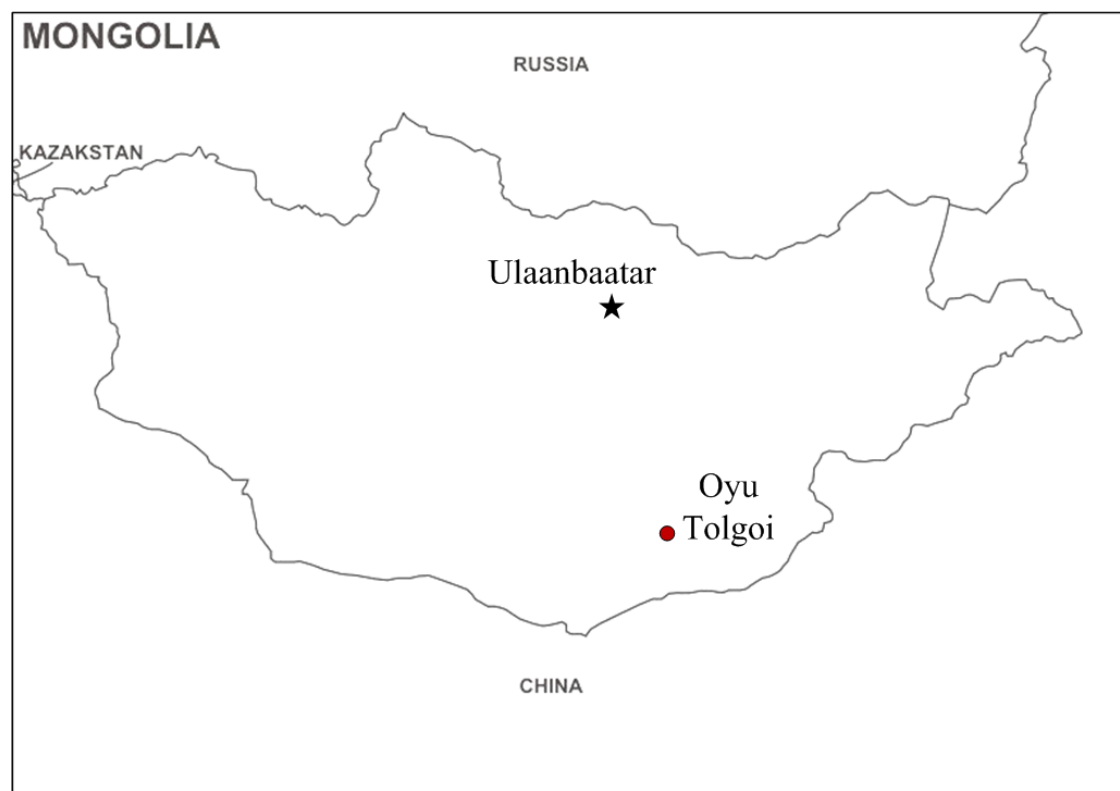 MONGOLIA
RUSSIA
KAZAKSTAN
Ulaanbaatar
Oyu
Tolgoi
CHINA